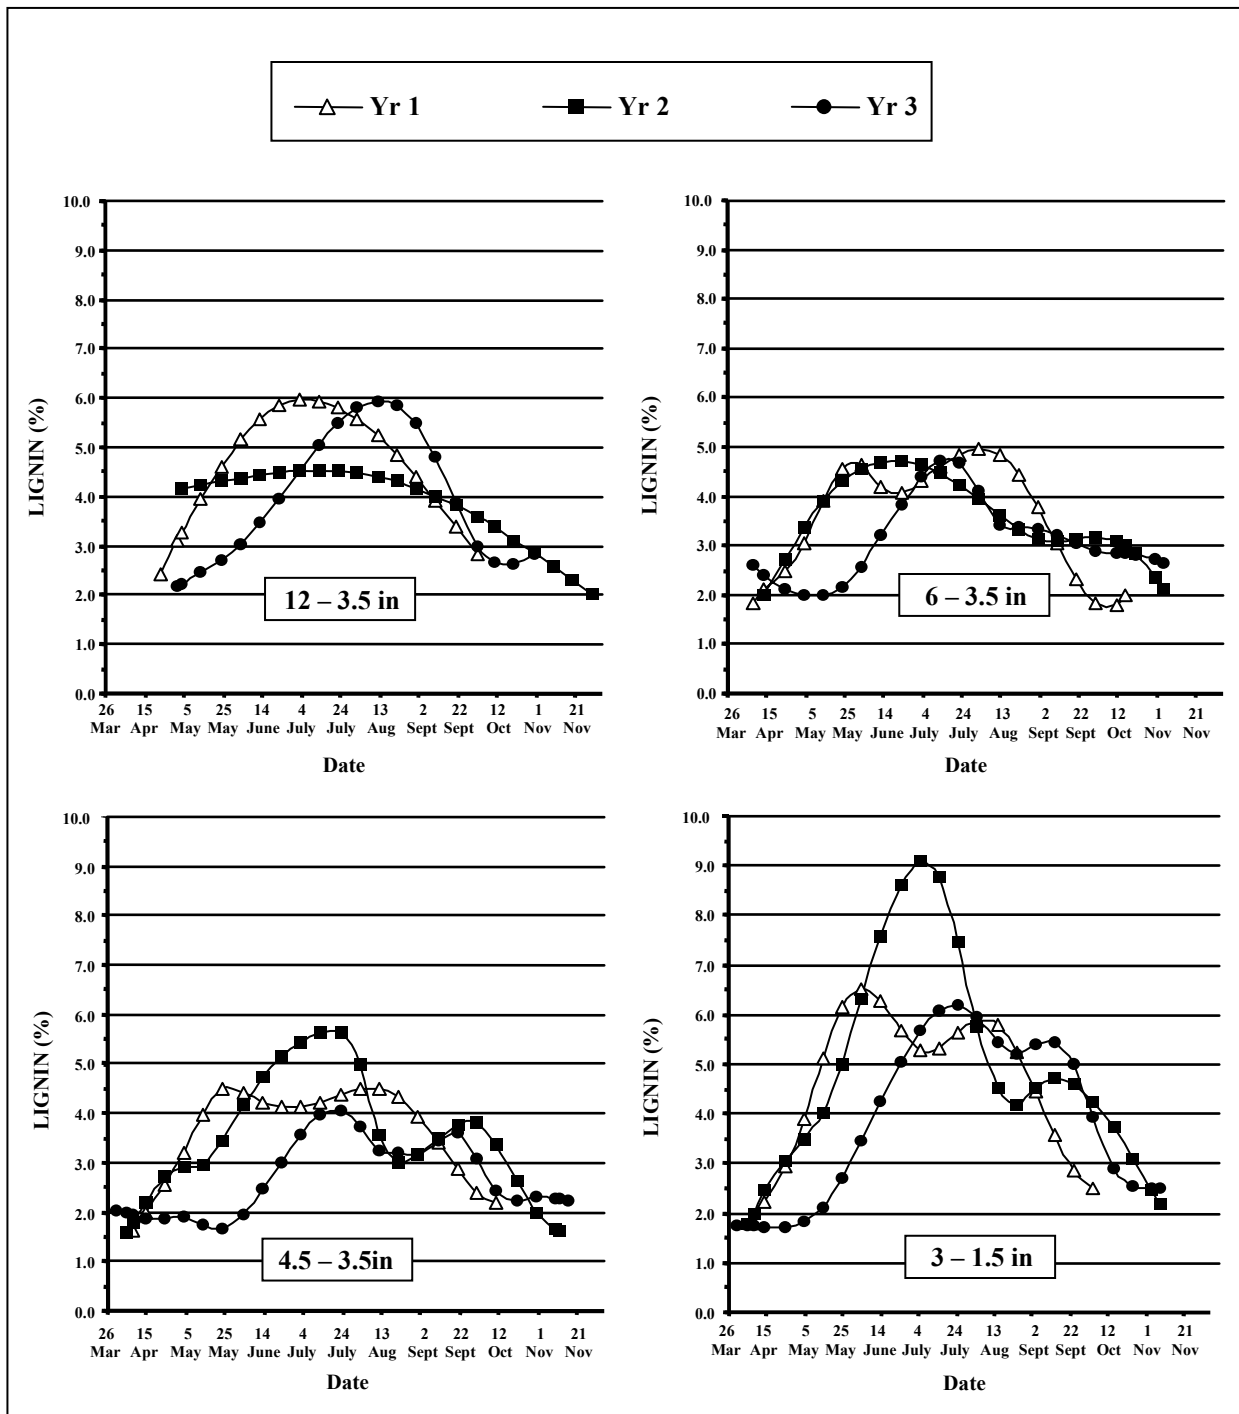 Yr 1 Yr 2 Yr 3
10.0
9.0
8.0
7.0
6.0
5.0
4.0
3.0
2.0
1.0
0.0
LIGNIN (%)
12 – 3.5 in
26 15 5 25 14 4 24 13 2 22 12 1 21
Mar Apr May May June July July Aug Sept Sept Oct Nov Nov
Date
10.0
9.0
8.0
7.0
6.0
5.0
4.0
3.0
2.0
1.0
0.0
LIGNIN (%)
6 – 3.5 in
26 15 5 25 14 4 24 13 2 22 12 1 21
Mar Apr May May June July July Aug Sept Sept Oct Nov Nov
Date
10.0
9.0
8.0
7.0
6.0
5.0
4.0
3.0
2.0
1.0
0.0
LIGNIN (%)
4.5 – 3.5in
26 15 5 25 14 4 24 13 2 22 12 1 21
Mar Apr May May June July July Aug Sept Sept Oct Nov Nov
Date
10.0
9.0
8.0
7.0
6.0
5.0
4.0
3.0
2.0
1.0
0.0
LIGNIN (%)
3 – 1.5 in
26 15 5 25 14 4 24 13 2 22 12 1 21
Mar Apr May May June July July Aug Sept Sept Oct Nov Nov
Date